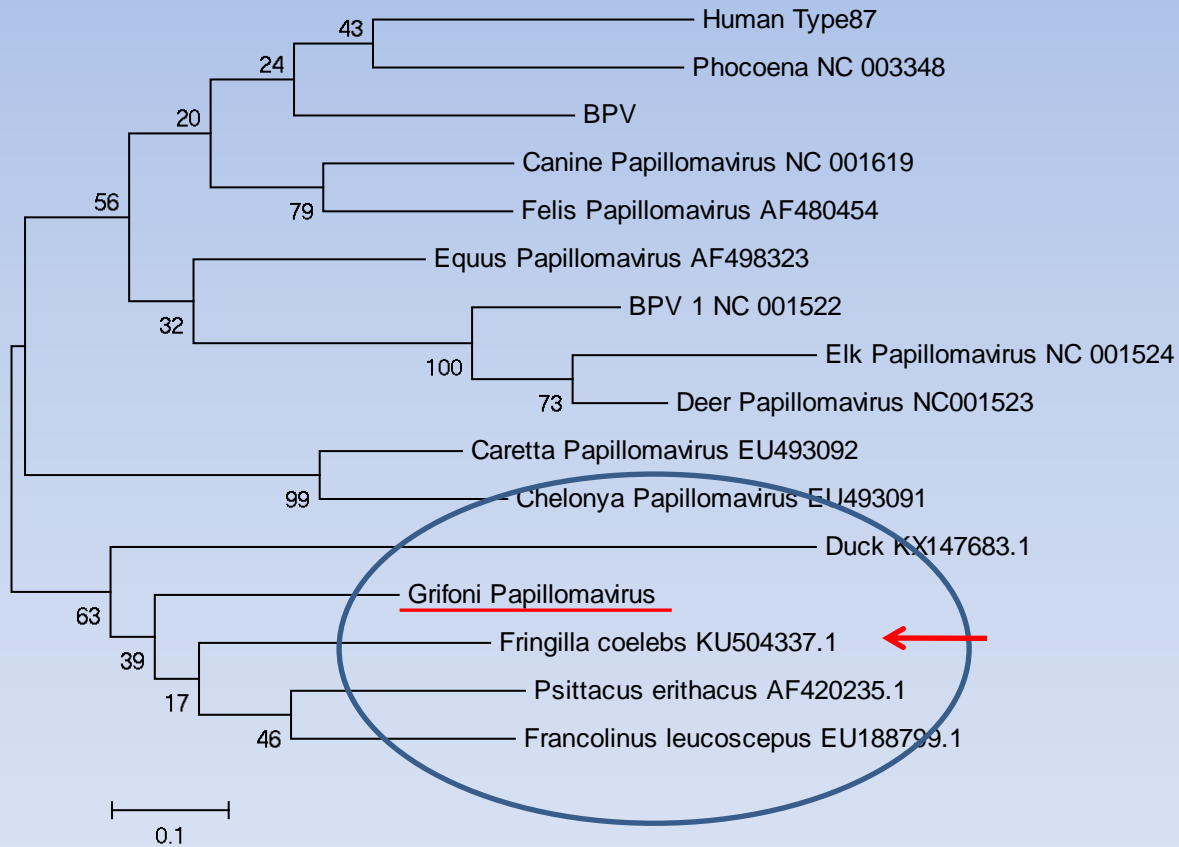 Human Type87
43
Phocoena NC 003348
24
BPV
20
Canine Papillomavirus NC 001619
79
Felis Papillomavirus AF480454
56
Equus Papillomavirus AF498323
32
BPV 1 NC 001522
100
Elk Papillomavirus NC 001524
73
Deer Papillomavirus NC001523
Caretta Papillomavirus EU493092
99
Chelonya Papillomavirus EU493091
Duck KX147683.1
63
Grifoni Papillomavirus
39
Fringilla coelebs KU504337.1
17
Psittacus erithacus AF420235.1
46
Francolinus leucoscepus EU188799.1
0.1